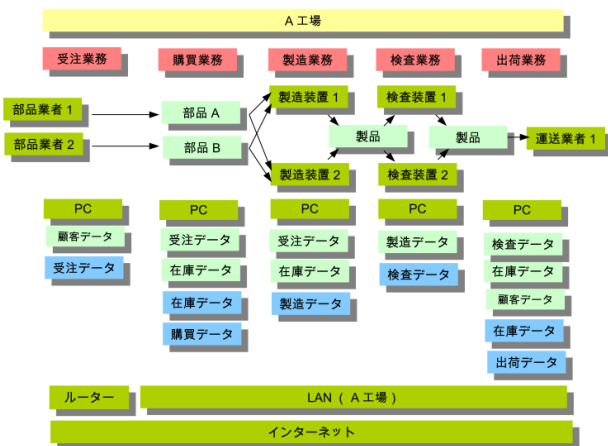 A工場
受注業務
購買業務
製造業務
検査業務
出荷業務
部品業者 1
部品業者 2
部品 A
部品 B
製造装置 1
製造装置 2
製品
検査装置 1
検査装置 2
製品
運送業者 1
PC
顧客データ
受注データ
PC
受注データ
在庫データ
在庫データ
購買データ
PC
受注データ
在庫データ
製造データ
PC
製造データ
検査データ
PC
検査データ
在庫データ
顧客データ
在庫データ
出荷データ
ルーター
LAN（ A工場 ）
インターネット